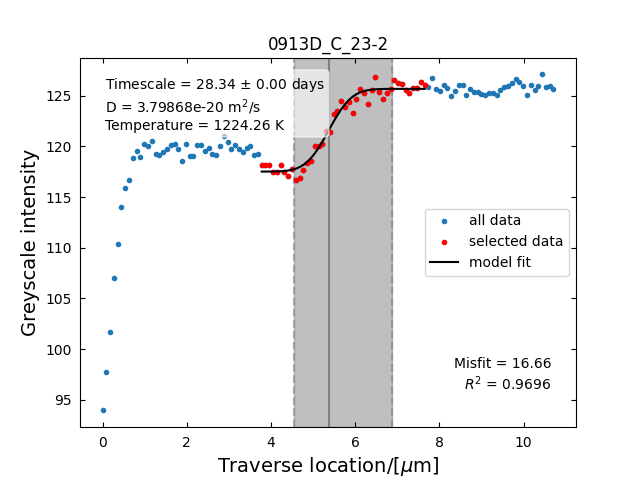 0913D_C_23-2
Timescale = 28.34 ± 0.00 days
D = 3.79868e-20 m²/s
Temperature = 1224.26 K
125
120
115
110
105
100
95
Greyscale intensity
all data
selected data
model fit
Misfit = 16.66
R² = 0.9696
0 2 4 6 8 10
Traverse location/[μm]